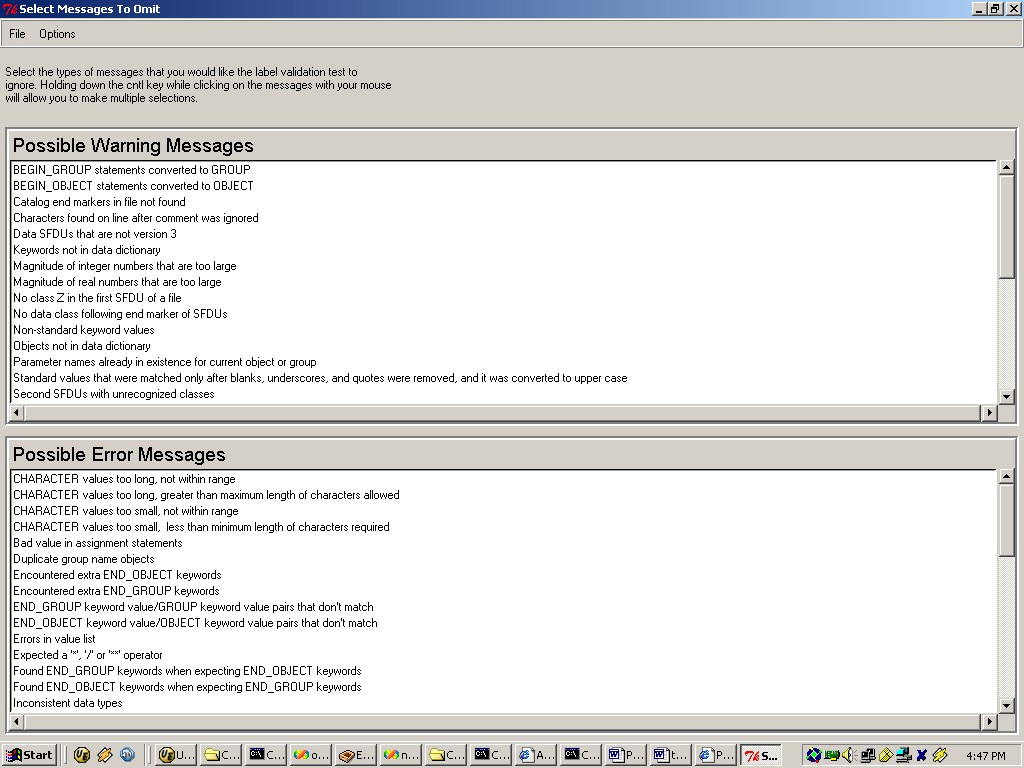 Select Messages To Omit
File Options
Select the types of messages that you would like the label validation test to
ignore. Holding down the cntl key while clicking on the messages with your mouse
will allow you to make multiple selections.
Possible Warning Messages
BEGIN_GROUP statements converted to GROUP
BEGIN_OBJECT statements converted to OBJECT
Catalog end markers in file not found
Characters found on line after comment was ignored
Data SFDUs that are not version 3
Keywords not in data dictionary
Magnitude of integer numbers that are too large
Magnitude of real numbers that are too large
No class Z in the first SFDU of a file
No data class following end marker of SFDUs
Non-standard keyword values
Objects not in data dictionary
Parameter names already in existence for current object or group
Standard values that were matched only after blanks, underscores, and quotes were removed, and it was converted to upper case
Second SFDUs with unrecognized classes
Possible Error Messages
CHARACTER values too long, not within range
CHARACTER values too long, greater than maximum length of characters allowed
CHARACTER values too small, not within range
CHARACTER values too small, less than minimum length of characters required
Bad value in assignment statements
Duplicate group name objects
Encountered extra END_OBJECT keywords
Encountered extra END_GROUP keywords
END_GROUP keyword value/GROUP keyword value pairs that don't match
END_OBJECT keyword value/OBJECT keyword value pairs that don't match
Errors in value list
Expected a '*', '/' or '**' operator
Found END_GROUP keywords when expecting END_OBJECT keywords
Found END_OBJECT keywords when expecting END_GROUP keywords
Inconsistent data types
Start U... C... C... o... E... n... C... C... A... C... P... t... P... S... 4:47 PM